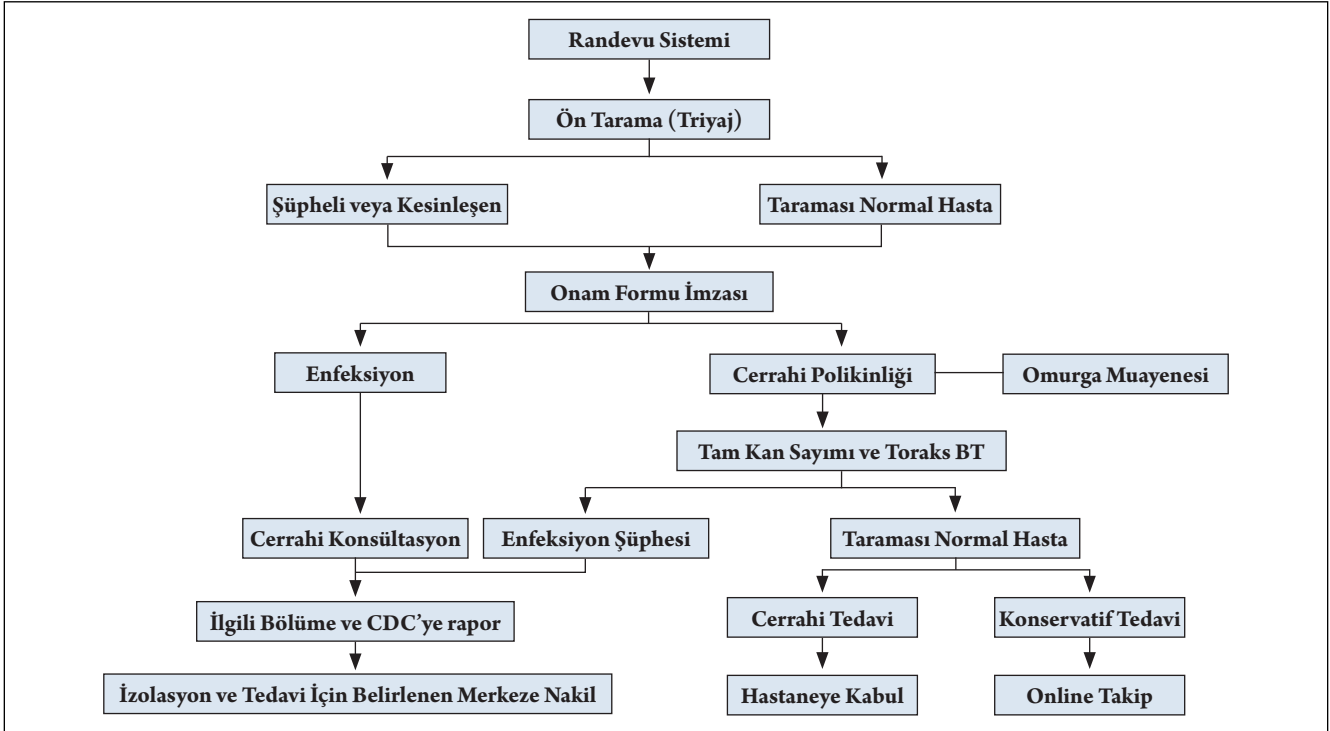 Randevu Sistemi
Ön Tarama (Triyaj)
Şüpheli veya Kesinleşen
Taraması Normal Hasta
Onam Formu İmzası
Enfeksiyon
Cerrahi Polikinliği
Omurga Muayenesi
Tam Kan Sayımı ve Toraks BT
Cerrahi Konsültasyon
Enfeksiyon Şüphesi
Taraması Normal Hasta
İlgili Bölüme ve CDC’ye rapor
Cerrahi Tedavi
Konservatif Tedavi
İzolasyon ve Tedavi İçin Belirlenen Merkeze Nakil
Hastaneye Kabul
Online Takip